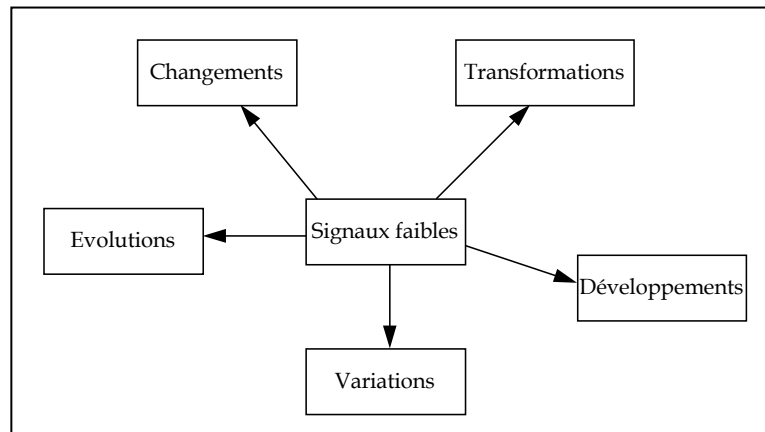 Changements
Transformations
Signaux faibles
Evolutions
Développements
Variations